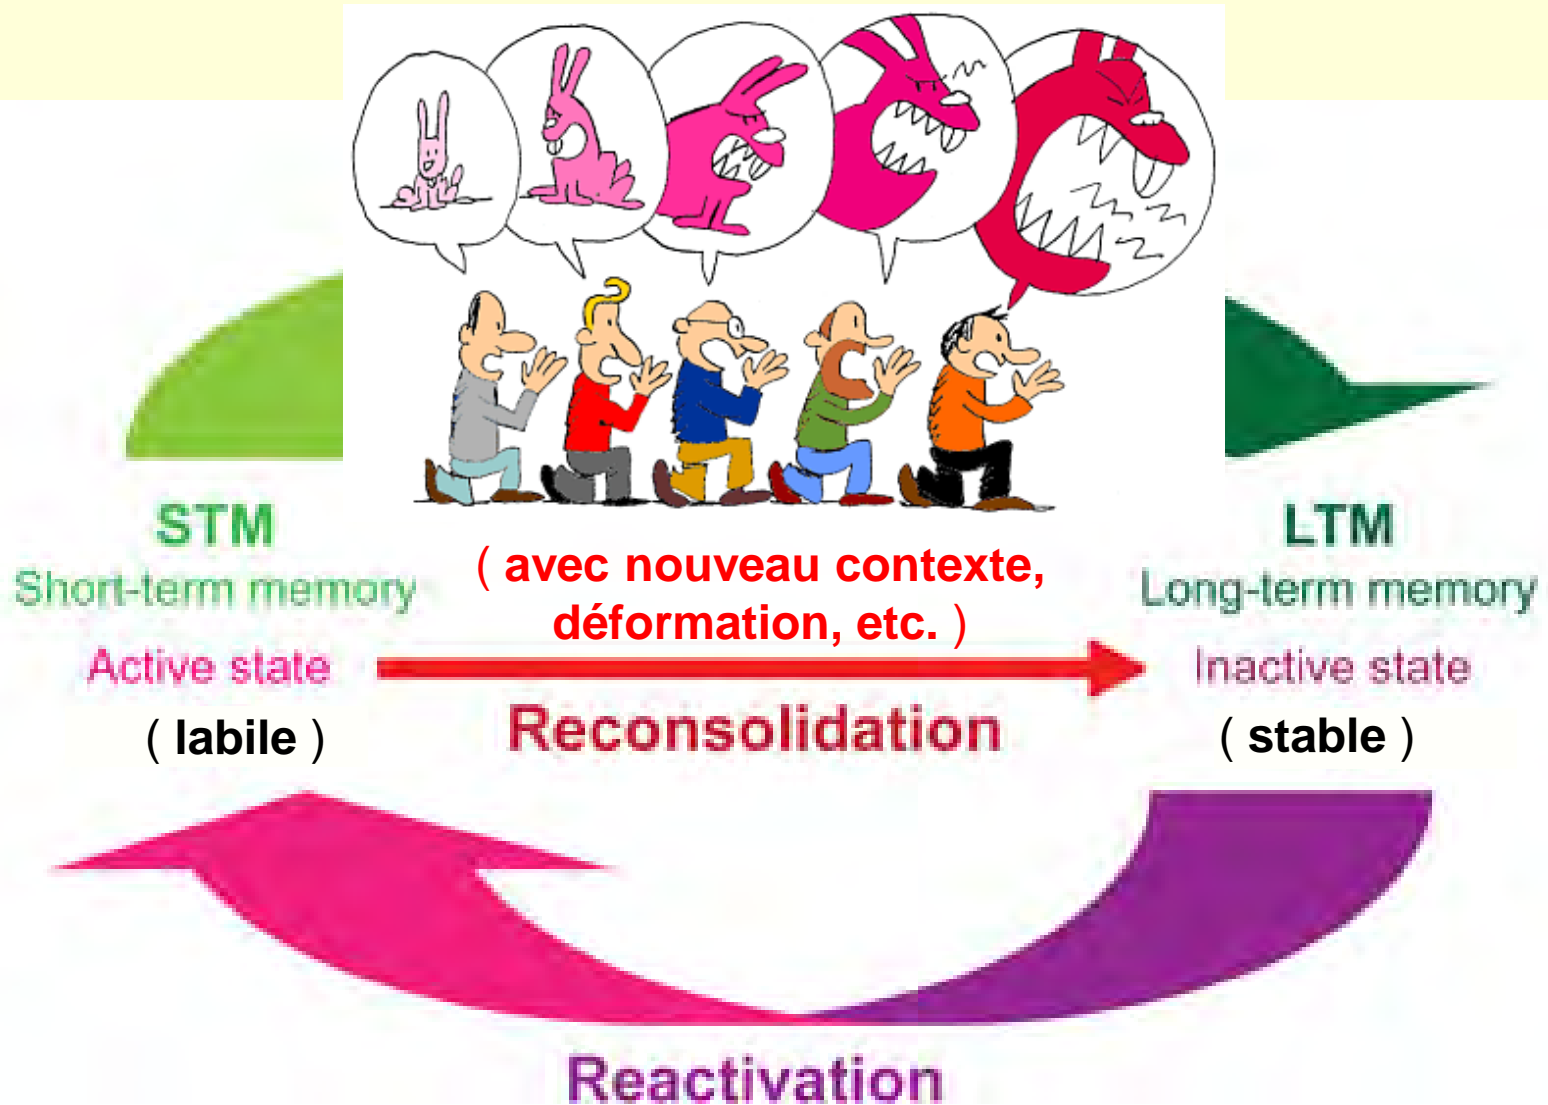 STM
Short-term memory
Active state
( labile )
( avec nouveau contexte,
déformation, etc. )
Reconsolidation
LTM
Long-term memory
Inactive state
( stable )
Reactivation